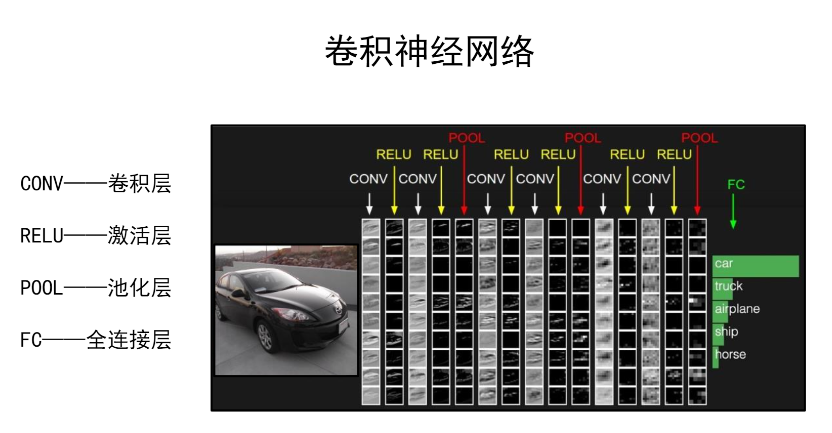 卷积神经网络
CONV——卷积层
RELU——激活层
POOL——池化层
FC——全连接层
POOL POOL POOL
RELU RELU RELU RELU RELU RELU
CONV CONV CONV CONV CONV CONV
FC
car
truck
airplane
ship
horse